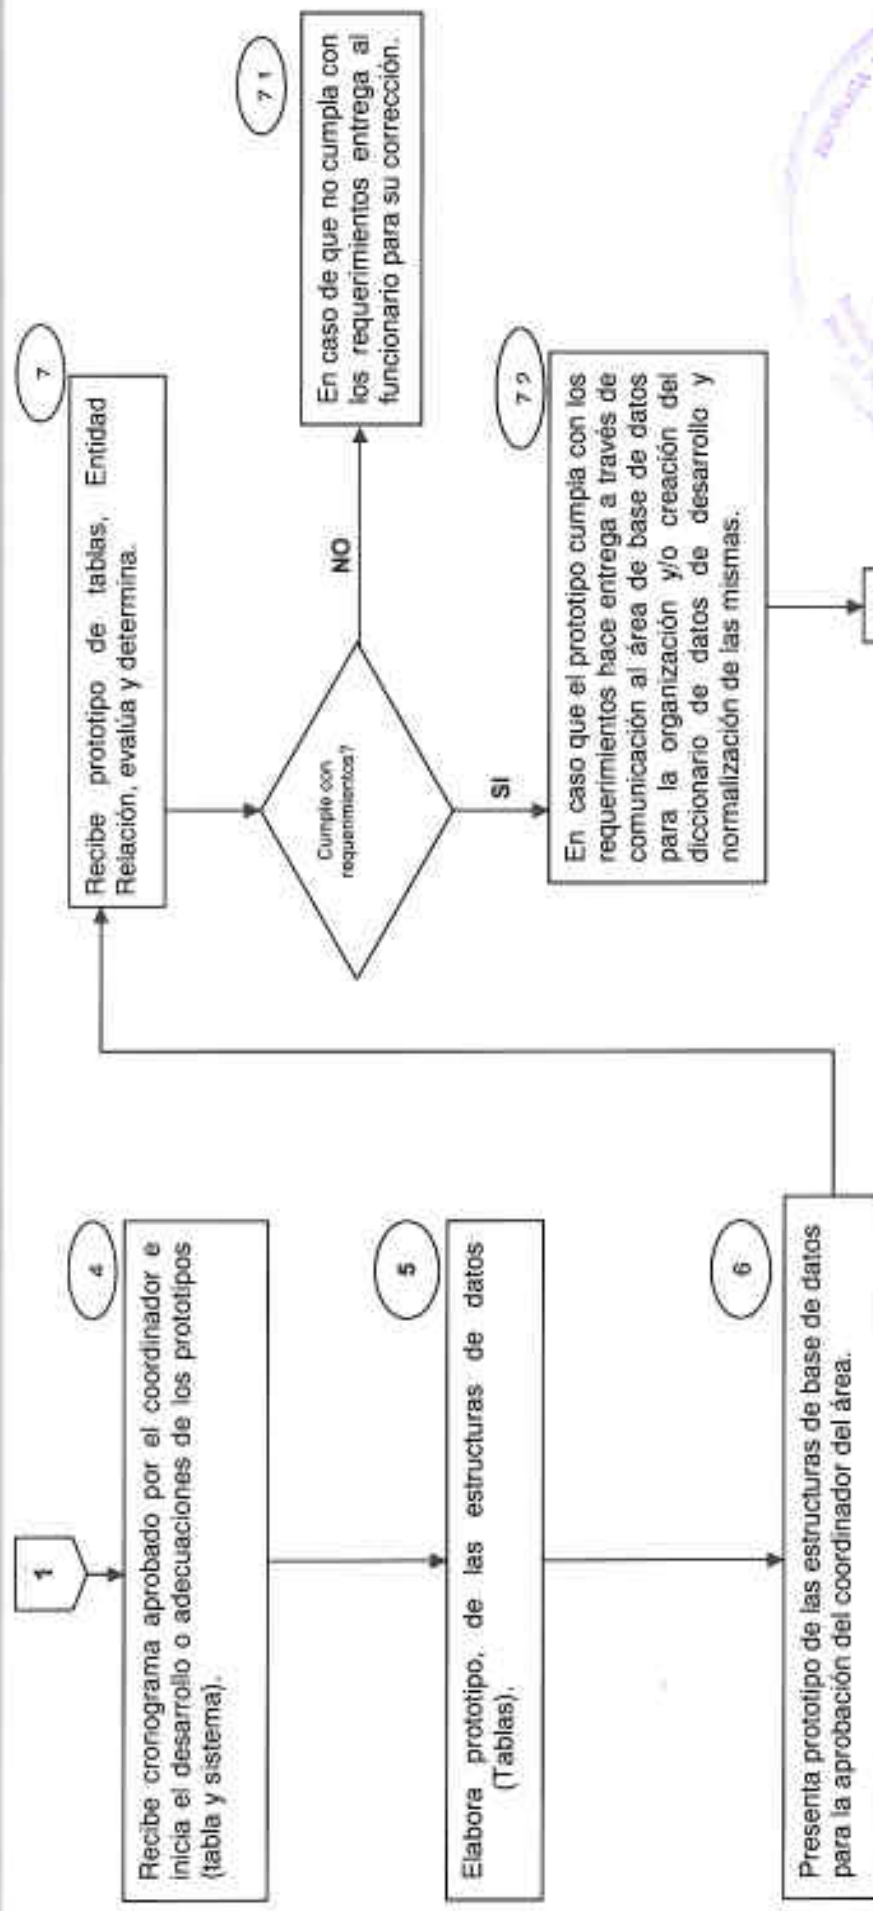 1
4
Recibe cronograma aprobado por el coordinador e
inicia el desarrollo o adecuaciones de los prototipos
(tabla y sistema).
5
Elabora prototipo, de las estructuras de datos
(Tablas).
6
Presenta prototipo de las estructuras de base de datos
para la aprobación del coordinador del área.
7
Recibe prototipo de tablas, Entidad
Relación, evalúa y determina.
Cumple con
requerimientos?
NO
7 1
En caso de que no cumpla con
los requerimientos entrega al
funcionario para su corrección.
SI
7 2
En caso que el prototipo cumpla con los
requerimientos hace entrega a través de
comunicación al área de base de datos
para la organización y/o creación del
diccionario de datos de desarrollo y
normalización de las mismas.